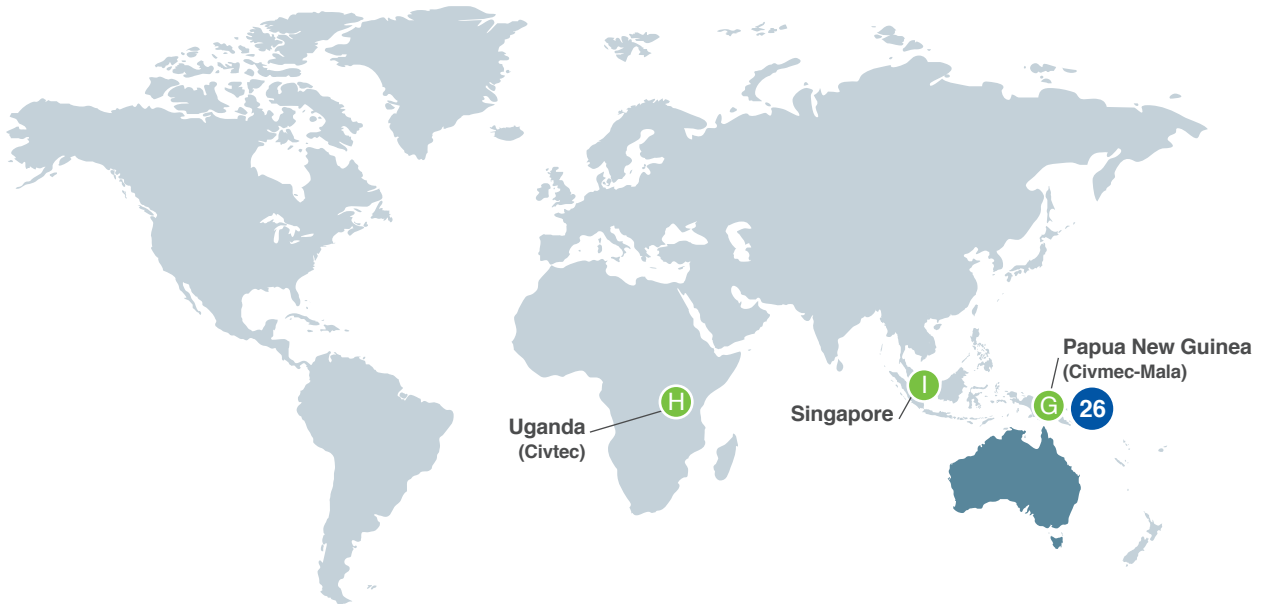 Papua New Guinea
(Civmec-Mala)
I
H
G
26
Singapore
Uganda
(Civtec)